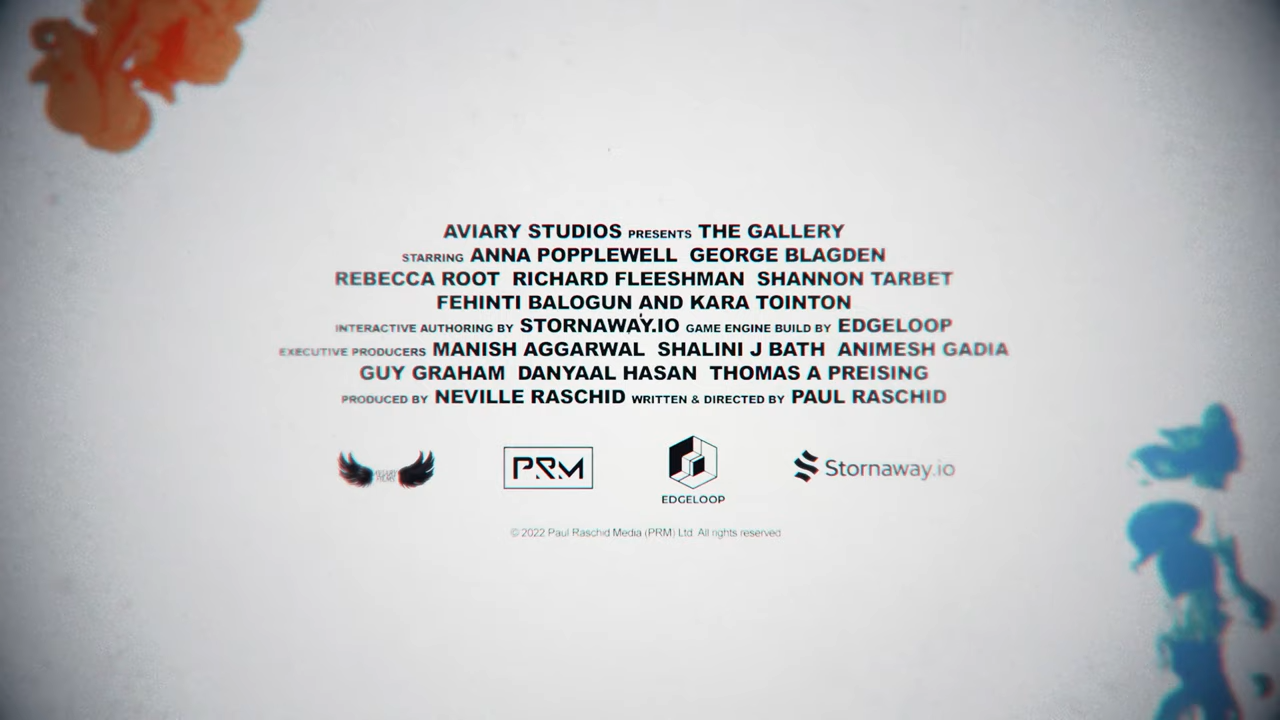 AVIARY STUDIOS PRESENTS THE GALLERY
STARRING ANNA POPPLEWELL GEORGE BLAGDEN
REBECCA ROOT RICHARD FLEESHMAN SHANNON TARBET
FEHINTI BALOGUN AND KARA TOINTON
INTERACTIVE AUTHORING BY STORNAWAY.IO GAME ENGINE BUILD BY EDGELOOP
EXECUTIVE PRODUCERS MANISH AGGARWAL SHALINI J BATH ANIMESH GADIA
GUY GRAHAM DANYAAL HASAN THOMAS A PREISING
PRODUCED BY NEVILLE RASCHID WRITTEN & DIRECTED BY PAUL RASCHID
PRM
EDGELOOP
Stornaway.io
© 2022 Paul Raschid Media (PRM) Ltd All rights reserved